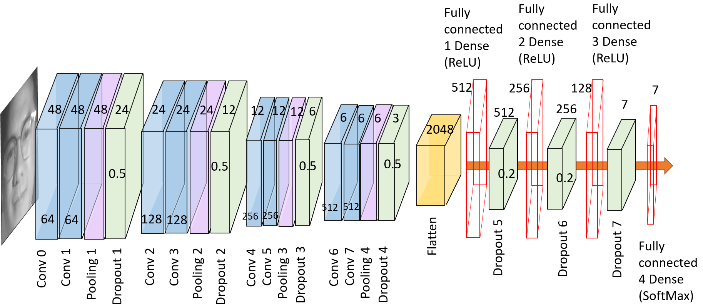 Fully
connected
1 Dense
(ReLU)
Fully
connected
2 Dense
(ReLU)
Fully
connected
3 Dense
(ReLU)
48 48 48 24
24 24 24 12
12 12 12 6
6 6 6 3
2048
512
512
256
256
128
7
7
0.5
0.5
0.5
0.5
0.2
0.2
64 64
128 128
256 256
512 512
Conv 0
Conv 1
Pooling 1
Dropout 1
Conv 2
Conv 3
Pooling 2
Dropout 2
Conv 4
Conv 5
Pooling 3
Dropout 3
Conv 6
Conv 7
Pooling 4
Dropout 4
Flatten
Dropout 5
Dropout 6
Dropout 7
Fully
connected
4 Dense
(SoftMax)